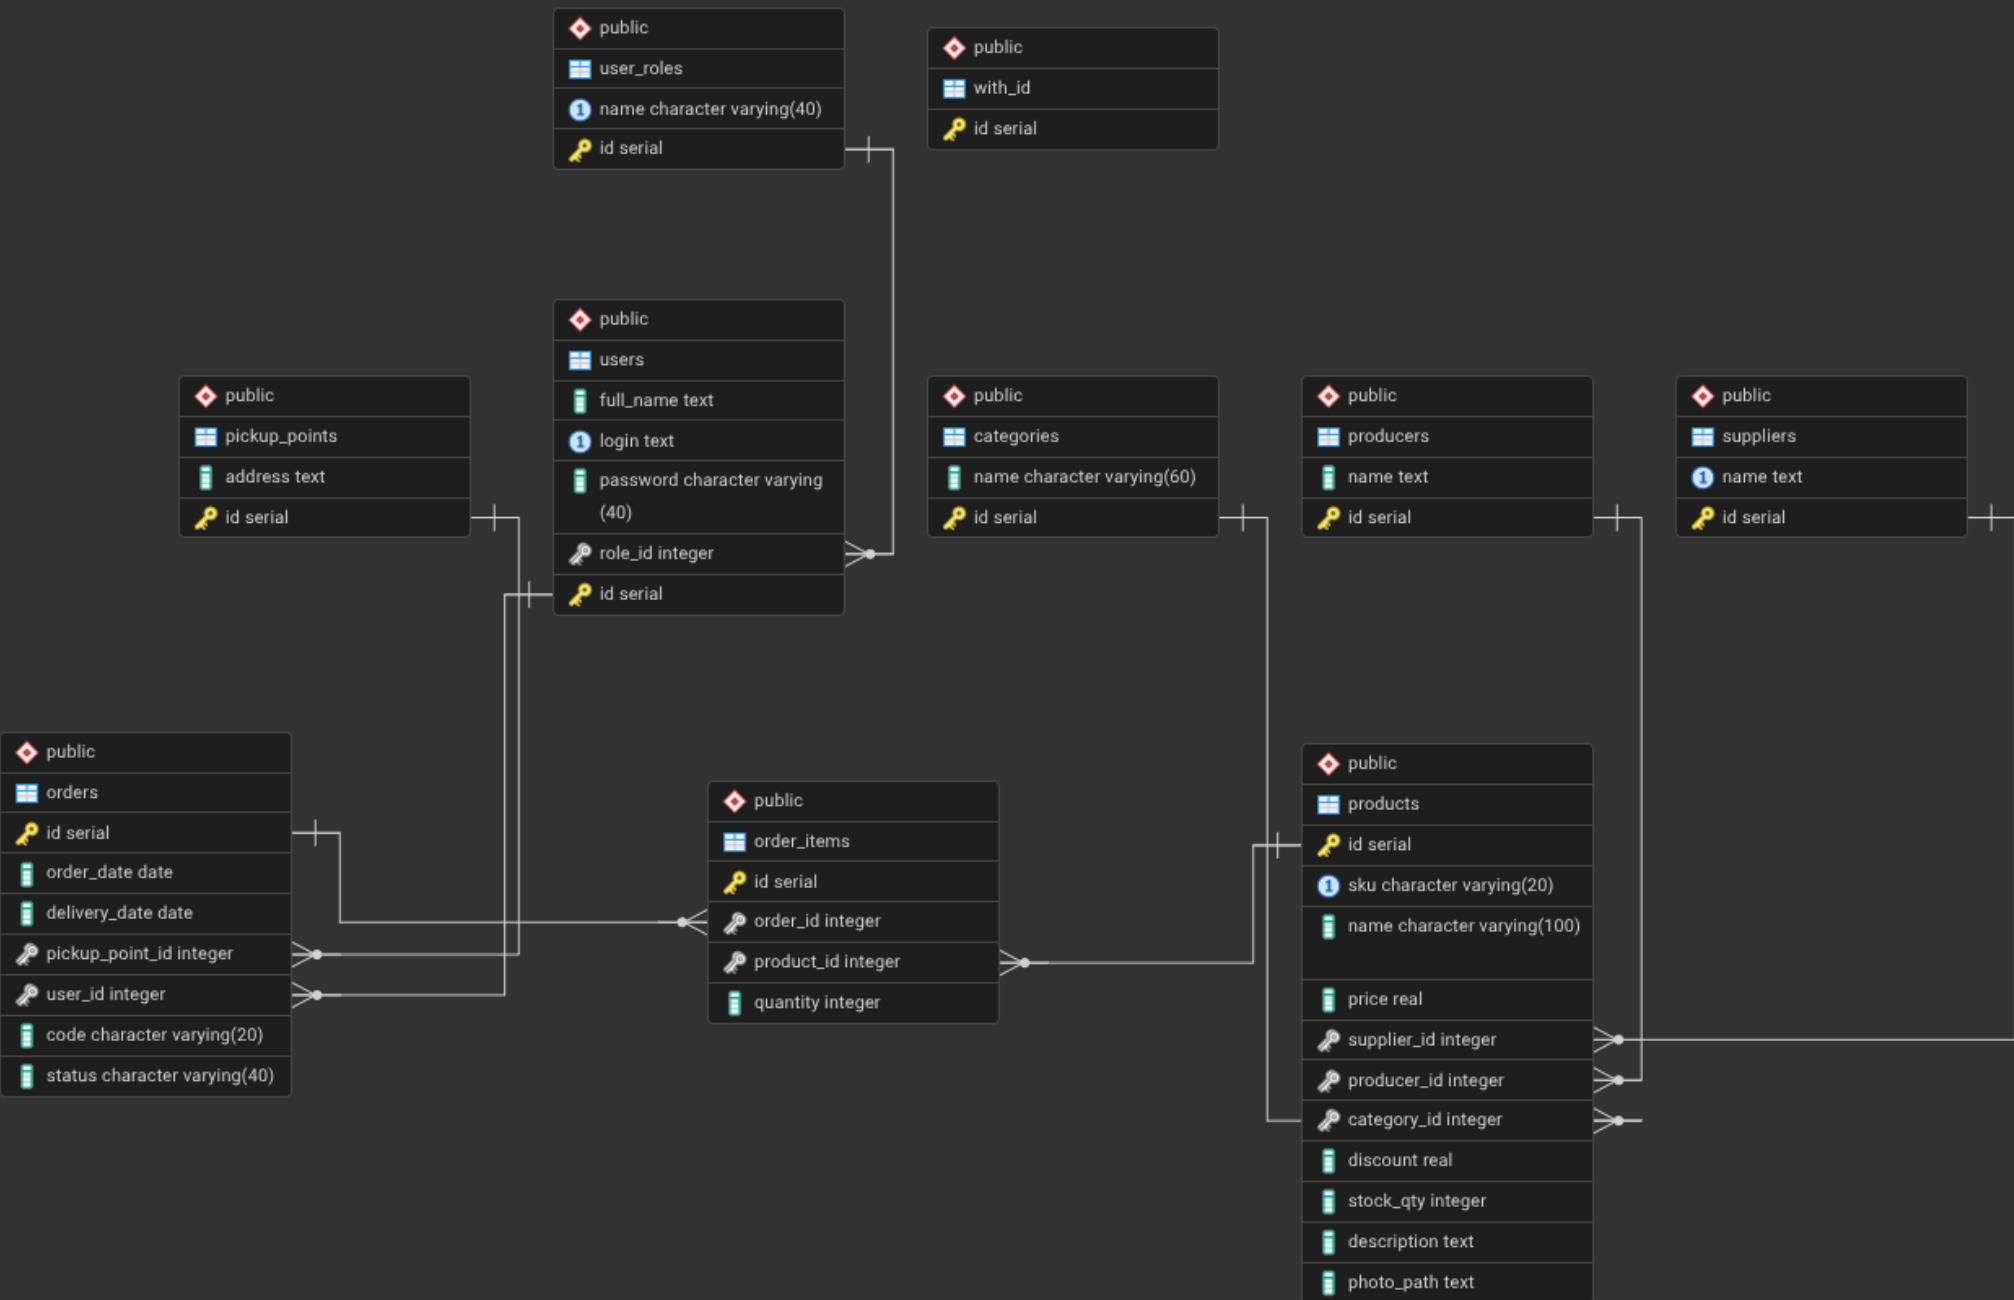 public
user_roles
name character varying(40)
id serial
public
with_id
id serial
public
users
full_name text
login text
password character varying
(40)
role_id integer
id serial
public
pickup_points
address text
id serial
public
categories
name character varying(60)
id serial
public
producers
name text
id serial
public
suppliers
name text
id serial
public
orders
id serial
order_date date
delivery_date date
pickup_point_id integer
user_id integer
code character varying(20)
status character varying(40)
public
order_items
id serial
order_id integer
product_id integer
quantity integer
public
products
id serial
sku character varying(20)
name character varying(100)
price real
supplier_id integer
producer_id integer
category_id integer
discount real
stock_qty integer
description text
photo_path text